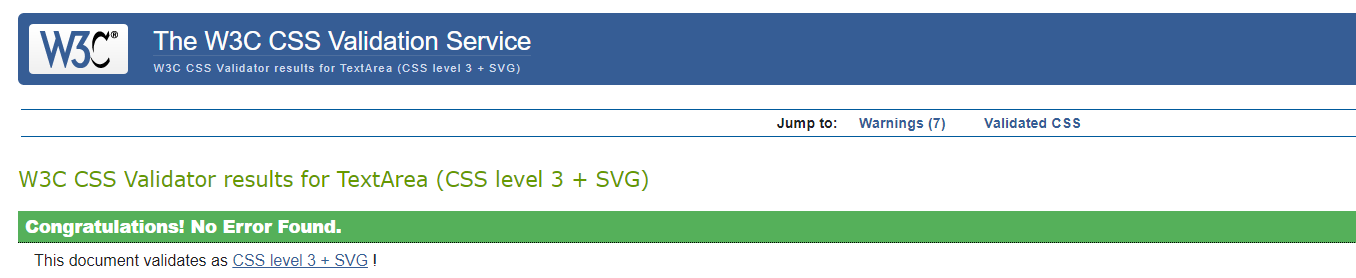 W3C®
The W3C CSS Validation Service
W3C CSS Validator results for TextArea (CSS level 3 + SVG)
Jump to: Warnings (7) Validated CSS
W3C CSS Validator results for TextArea (CSS level 3 + SVG)
Congratulations! No Error Found.
This document validates as CSS level 3 + SVG !